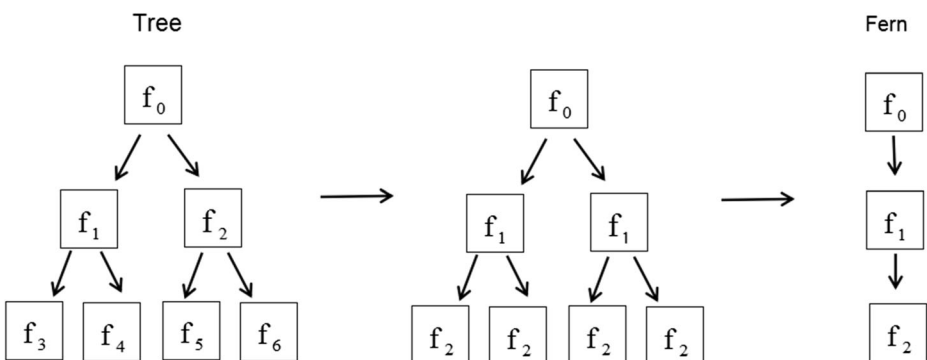 Tree
Fern
f₀
f₀
f₀
f₁ f₂
f₁ f₁
f₁
f₃ f₄ f₅ f₆
f₂ f₂ f₂ f₂
f₂